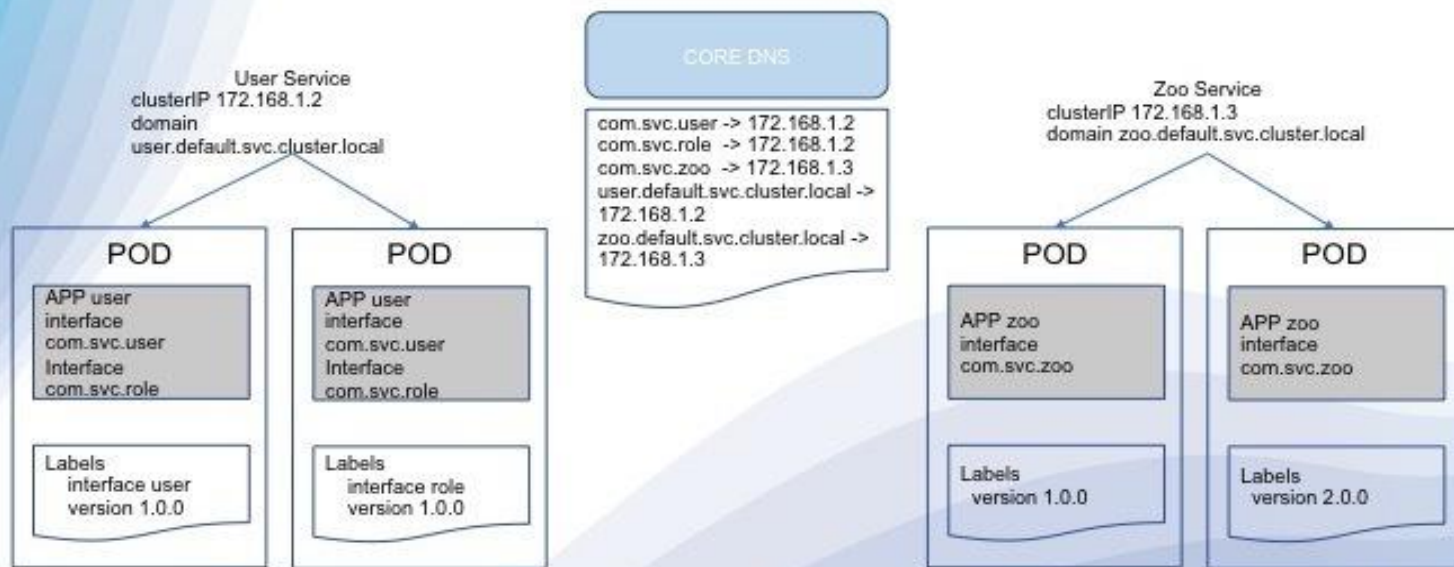 CORE DNS
User Service
clusterIP 172.168.1.2
domain
user.default.svc.cluster.local
com.svc.user -> 172.168.1.2
com.svc.role -> 172.168.1.2
com.svc.zoo -> 172.168.1.3
user.default.svc.cluster.local ->
172.168.1.2
zoo.default.svc.cluster.local ->
172.168.1.3
Zoo Service
clusterIP 172.168.1.3
domain zoo.default.svc.cluster.local
POD
APP user
interface
com.svc.user
Interface
com.svc.role
Labels
interface user
version 1.0.0
POD
APP user
interface
com.svc.user
Interface
com.svc.role
Labels
interface role
version 1.0.0
POD
APP zoo
interface
com.svc.zoo
Labels
version 1.0.0
POD
APP zoo
interface
com.svc.zoo
Labels
version 2.0.0